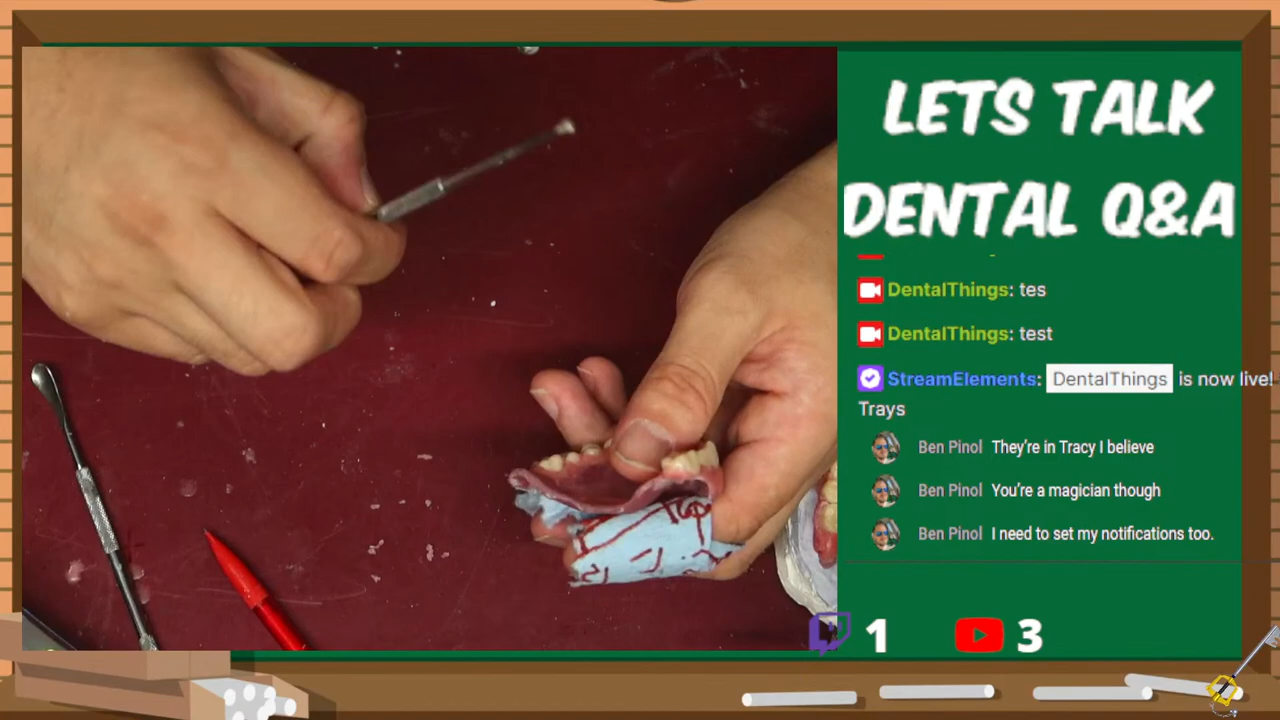 LETS TALK
DENTAL Q&A
DentalThings: tes
DentalThings: test
StreamElements: DentalThings is now live!
Trays
Ben Pinol They're in Tracy I believe
Ben Pinol You're a magician though
Ben Pinol I need to set my notifications too.
1 3